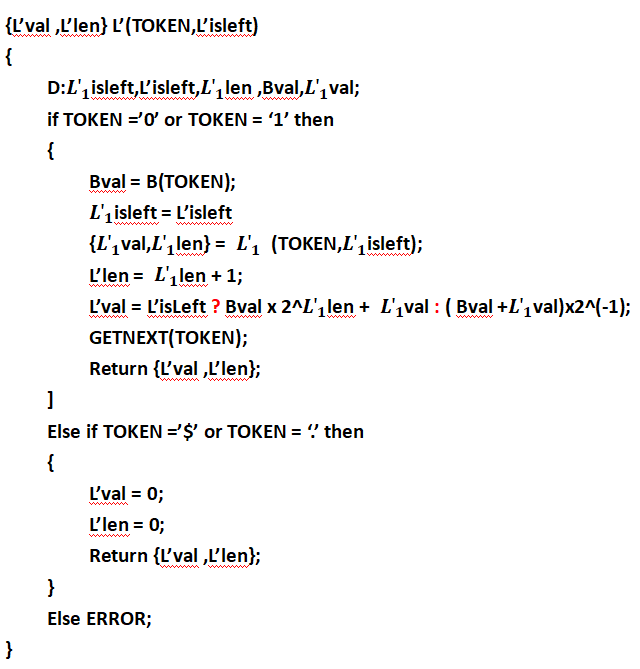 {L’val ,L’len} L’(TOKEN,L’isleft)
{
D:L'₁isleft,L’isleft,L'₁len ,Bval,L'₁val;
if TOKEN =’0’ or TOKEN = ‘1’ then
{
Bval = B(TOKEN);
L'₁isleft = L’isleft
{L'₁val,L'₁len} = L'₁ (TOKEN,L'₁isleft);
L’len = L'₁len + 1;
L’val = L’isLeft ? Bval x 2^L'₁len + L'₁val : ( Bval +L'₁val)x2^(-1);
GETNEXT(TOKEN);
Return {L’val ,L’len};
]
Else if TOKEN =’$’ or TOKEN = ‘.’ then
{
L’val = 0;
L’len = 0;
Return {L’val ,L’len};
}
Else ERROR;
}